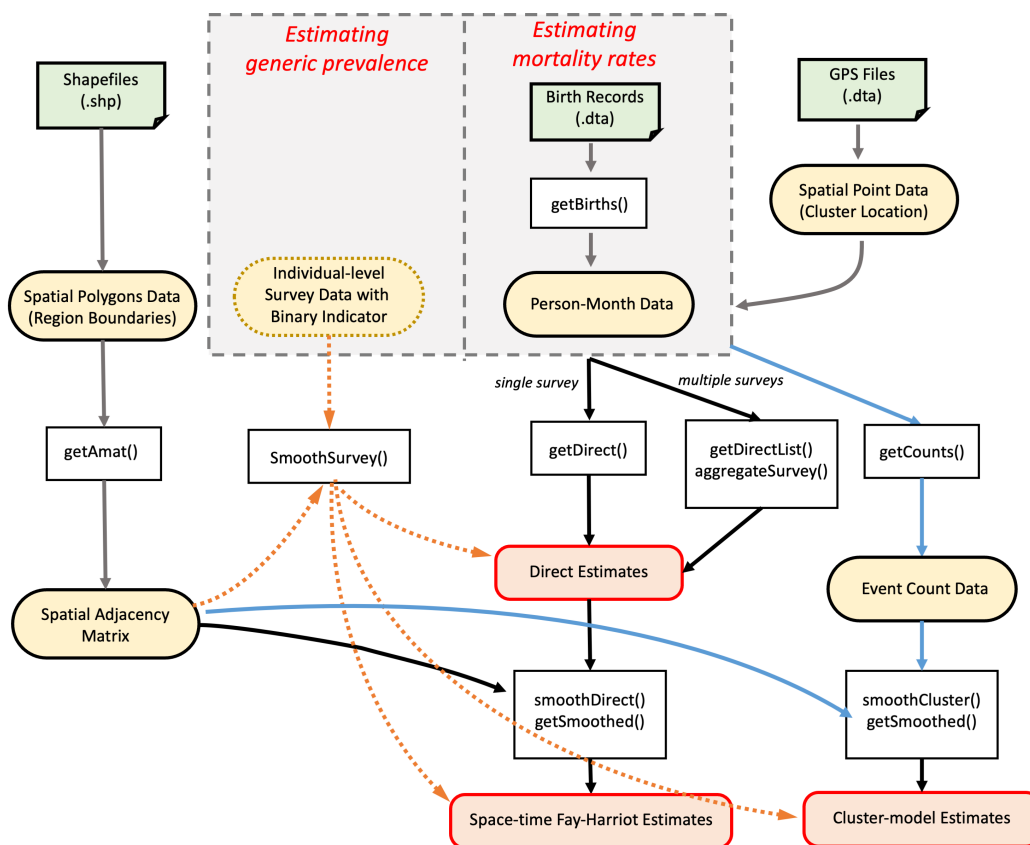 Estimating
generic prevalence
Estimating
mortality rates
Shapefiles
(.shp)
Birth Records
(.dta)
GPS Files
(.dta)
getBirths()
Spatial Point Data
(Cluster Location)
Spatial Polygons Data
(Region Boundaries)
Individual-level
Survey Data with
Binary Indicator
Person-Month Data
single survey
multiple surveys
getAmat()
SmoothSurvey()
getDirect()
getDirectList()
aggregateSurvey()
getCounts()
Direct Estimates
Event Count Data
Spatial Adjacency
Matrix
smoothDirect()
getSmoothed()
smoothCluster()
getSmoothed()
Space-time Fay-Harriot Estimates
Cluster-model Estimates